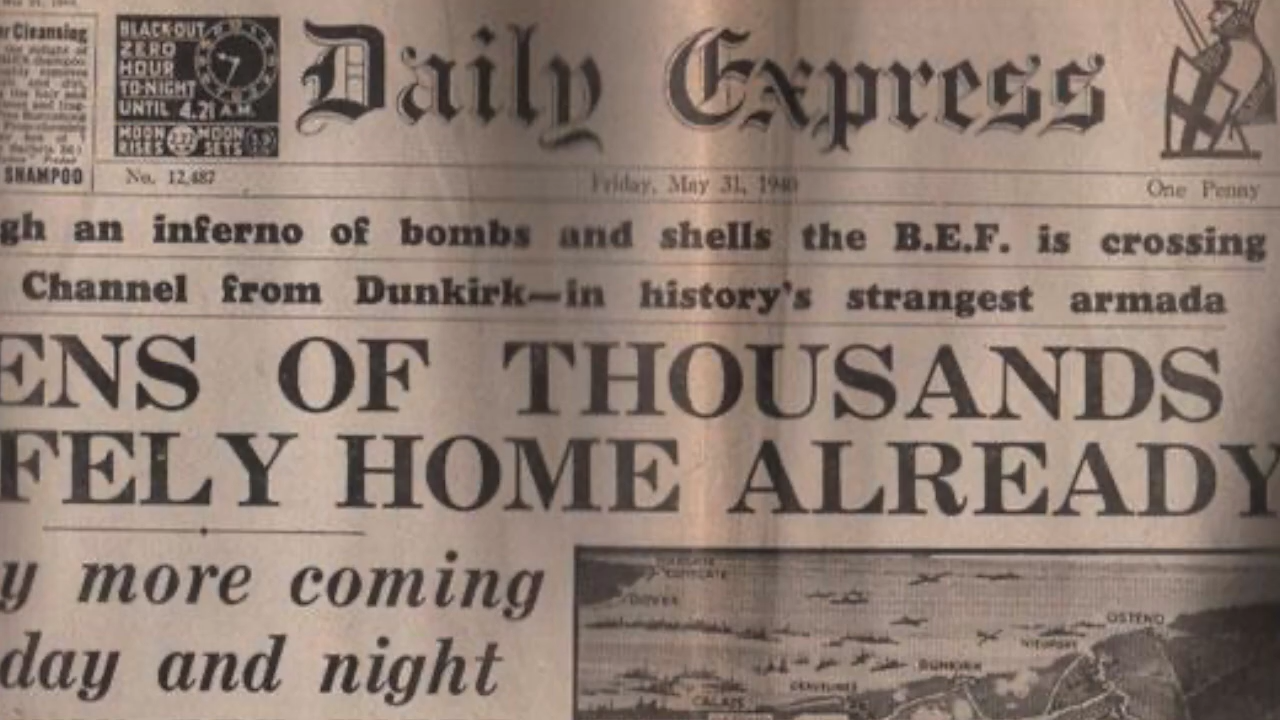 r Cleansing
SHAMPOO
BLACK-OUT
ZERO
HOUR
TO-NIGHT
UNTIL 4.21 A.M.
MOON RISES MOON SETS
Daily Express
No. 12,487
Friday, May 31, 1940
One Penny
gh an inferno of bombs and shells the B.E.F. is crossing
Channel from Dunkirk—in history's strangest armada
ENS OF THOUSANDS
FELY HOME ALREADY
y more coming
day and night
DOVER
OSTEND
NIEUPORT
DUNKIRK
GRAVELINES
CALAIS